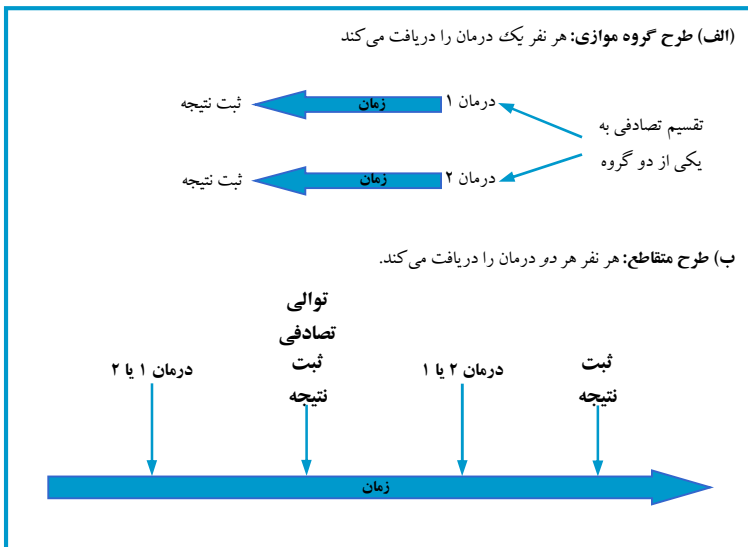 (الف) طرح گروه موازی: هر نفر یک درمان را دریافت می‌کند
درمان ۱
زمان
ثبت نتیجه
تقسیم تصادفی به
یکی از دو گروه
درمان ۲
زمان
ثبت نتیجه
ب) طرح متقاطع: هر نفر هر دو درمان را دریافت می‌کند.
توالی
تصادفی
درمان ۱ یا ۲
ثبت
نتیجه
درمان ۲ یا ۱
ثبت
نتیجه
زمان